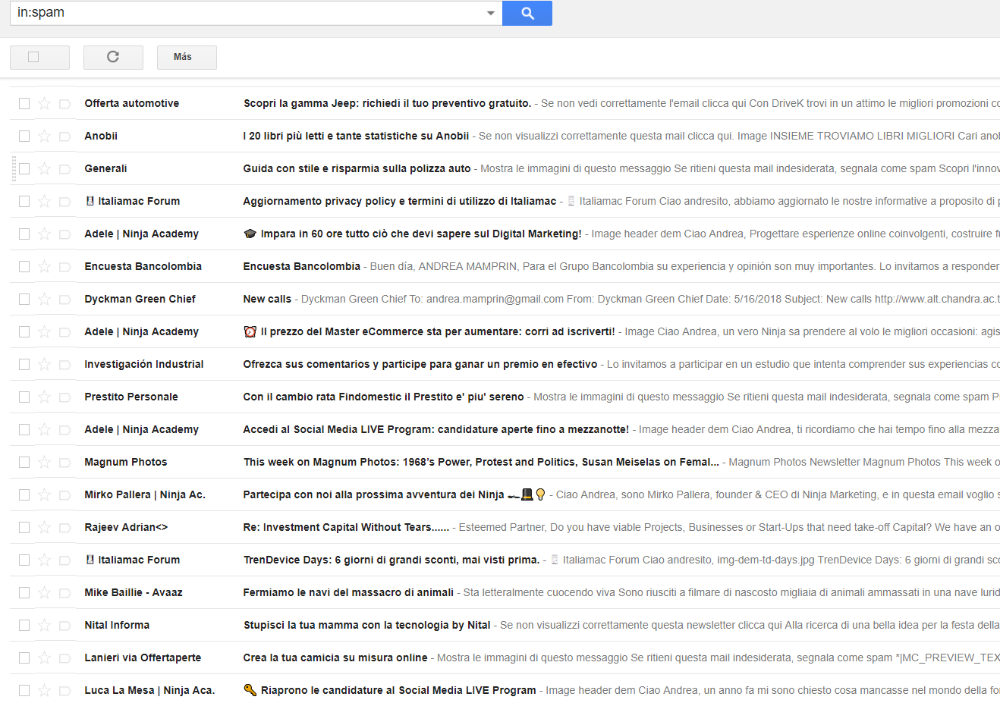 in:spam
Más
Offerta automotive Scopri la gamma Jeep: richiedi il tuo preventivo gratuito. - Se non vedi correttamente l'email clicca qui Con DriveK trovi in un attimo le migliori promozioni
Anobii I 20 libri più letti e tante statistiche su Anobii - Se non visualizzi correttamente questa mail clicca qui. Image INSIEME TROVIAMO LIBRI MIGLIORI Cari
Generali Guida con stile e risparmia sulla polizza auto - Mostra le immagini di questo messaggio Se ritieni questa mail indesiderata, segnala come spam Scopri
Italiamac Forum Aggiornamento privacy policy e termini di utilizzo di Italiamac - Italiamac Forum Ciao andresito, abbiamo aggiornato le nostre informative a proposito di
Adele | Ninja Academy 🎓 Impara in 60 ore tutto ciò che devi sapere sul Digital Marketing! - Image header dem Ciao Andrea, Progettare esperienze online coinvolgenti, costruire
Encuesta Bancolombia Encuesta Bancolombia - Buen día, ANDREA MAMPRIN, Para el Grupo Bancolombia su experiencia y opinión son muy importantes. Lo invitamos a responder
Dyckman Green Chief New calls - Dyckman Green Chief To: andrea.mamprin@gmail.com From: Dyckman Green Chief Date: 5/16/2018 Subject: New calls http://www.alt.chandra.ac.t
Adele | Ninja Academy ⏰ Il prezzo del Master eCommerce sta per aumentare: corri ad iscriverti! - Image Ciao Andrea, un vero Ninja sa prendere al volo le migliori occasioni: agis
Investigación Industrial Ofrezca sus comentarios y participe para ganar un premio en efectivo - Lo invitamos a participar en un estudio que intenta comprender sus experiencias
Prestito Personale Con il cambio rata Findomestic il Prestito e' piu' sereno - Mostra le immagini di questo messaggio Se ritieni questa mail indesiderata, segnala come spam
Adele | Ninja Academy Accedi al Social Media LIVE Program: candidature aperte fino a mezzanotte! - Image header dem Ciao Andrea, ti ricordiamo che hai tempo fino alla mezza
Magnum Photos This week on Magnum Photos: 1968's Power, Protest and Politics, Susan Meiselas on Femal... - Magnum Photos Newsletter Magnum Photos This week o
Mirko Pallera | Ninja Ac. Partecipa con noi alla prossima avventura dei Ninja 🕶🎩💡 - Ciao Andrea, sono Mirko Pallera, founder & CEO di Ninja Marketing, e in questa email voglio
Rajeev Adrian<> Re: Investment Capital Without Tears...... - Esteemed Partner, Do you have viable Projects, Businesses or Start-Ups that need take-off Capital? We have an
Italiamac Forum TrenDevice Days: 6 giorni di grandi sconti, mai visti prima. - Italiamac Forum Ciao andresito, img-dem-td-days.jpg TrenDevice Days: 6 giorni di grandi
Mike Baillie - Avaaz Fermiamo le navi del massacro di animali - Sta letteralmente cuocendo viva Sono riusciti a filmare di nascosto migliaia di animali ammassati in una nave
Nital Informa Stupisci la tua mamma con la tecnologia by Nital - Se non visualizzi correttamente questa newsletter clicca qui Alla ricerca di una bella idea per la festa della
Lanieri via Offertaperte Crea la tua camicia su misura online - Mostra le immagini di questo messaggio Se ritieni questa mail indesiderata, segnala come spam *|MC_PREVIEW_TEX
Luca La Mesa | Ninja Aca. 🔑 Riaprono le candidature al Social Media LIVE Program - Image header dem Ciao Andrea, un anno fa mi sono chiesto cosa mancasse nel mondo della